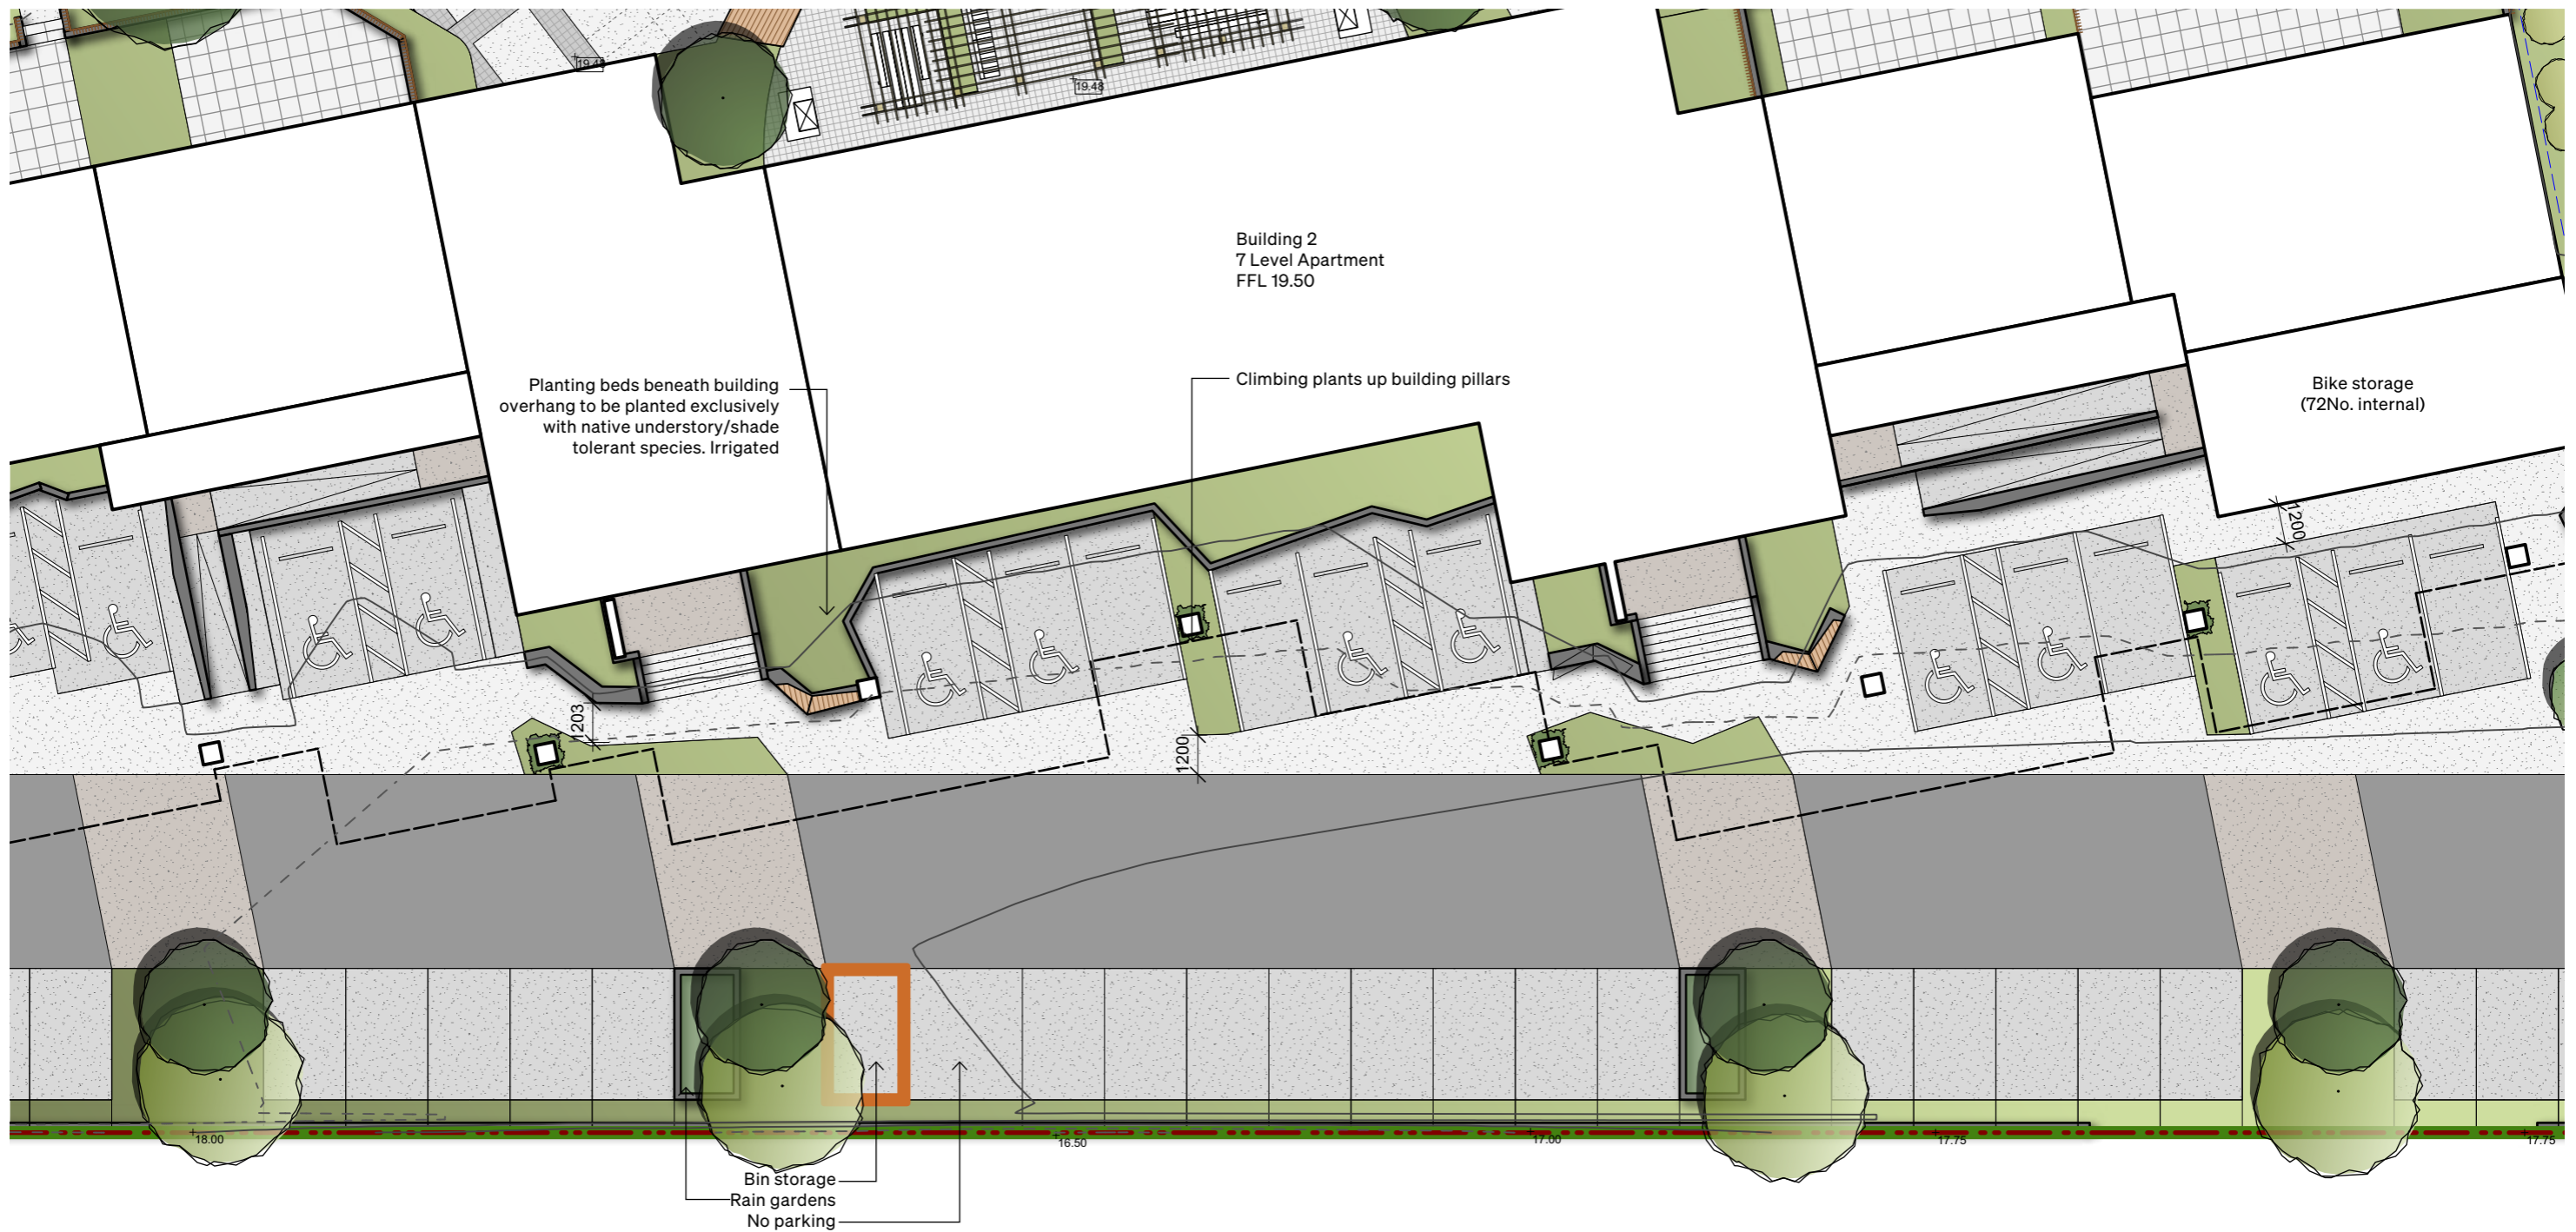 19.48
19.48
Building 2
7 Level Apartment
FFL 19.50
Planting beds beneath building
overhang to be planted exclusively
with native understory/shade
tolerant species. Irrigated
Climbing plants up building pillars
Bike storage
(72No. internal)
1200
1203
1200
18.00
16.50
17.00
17.75
17.75
Bin storage
Rain gardens
No parking